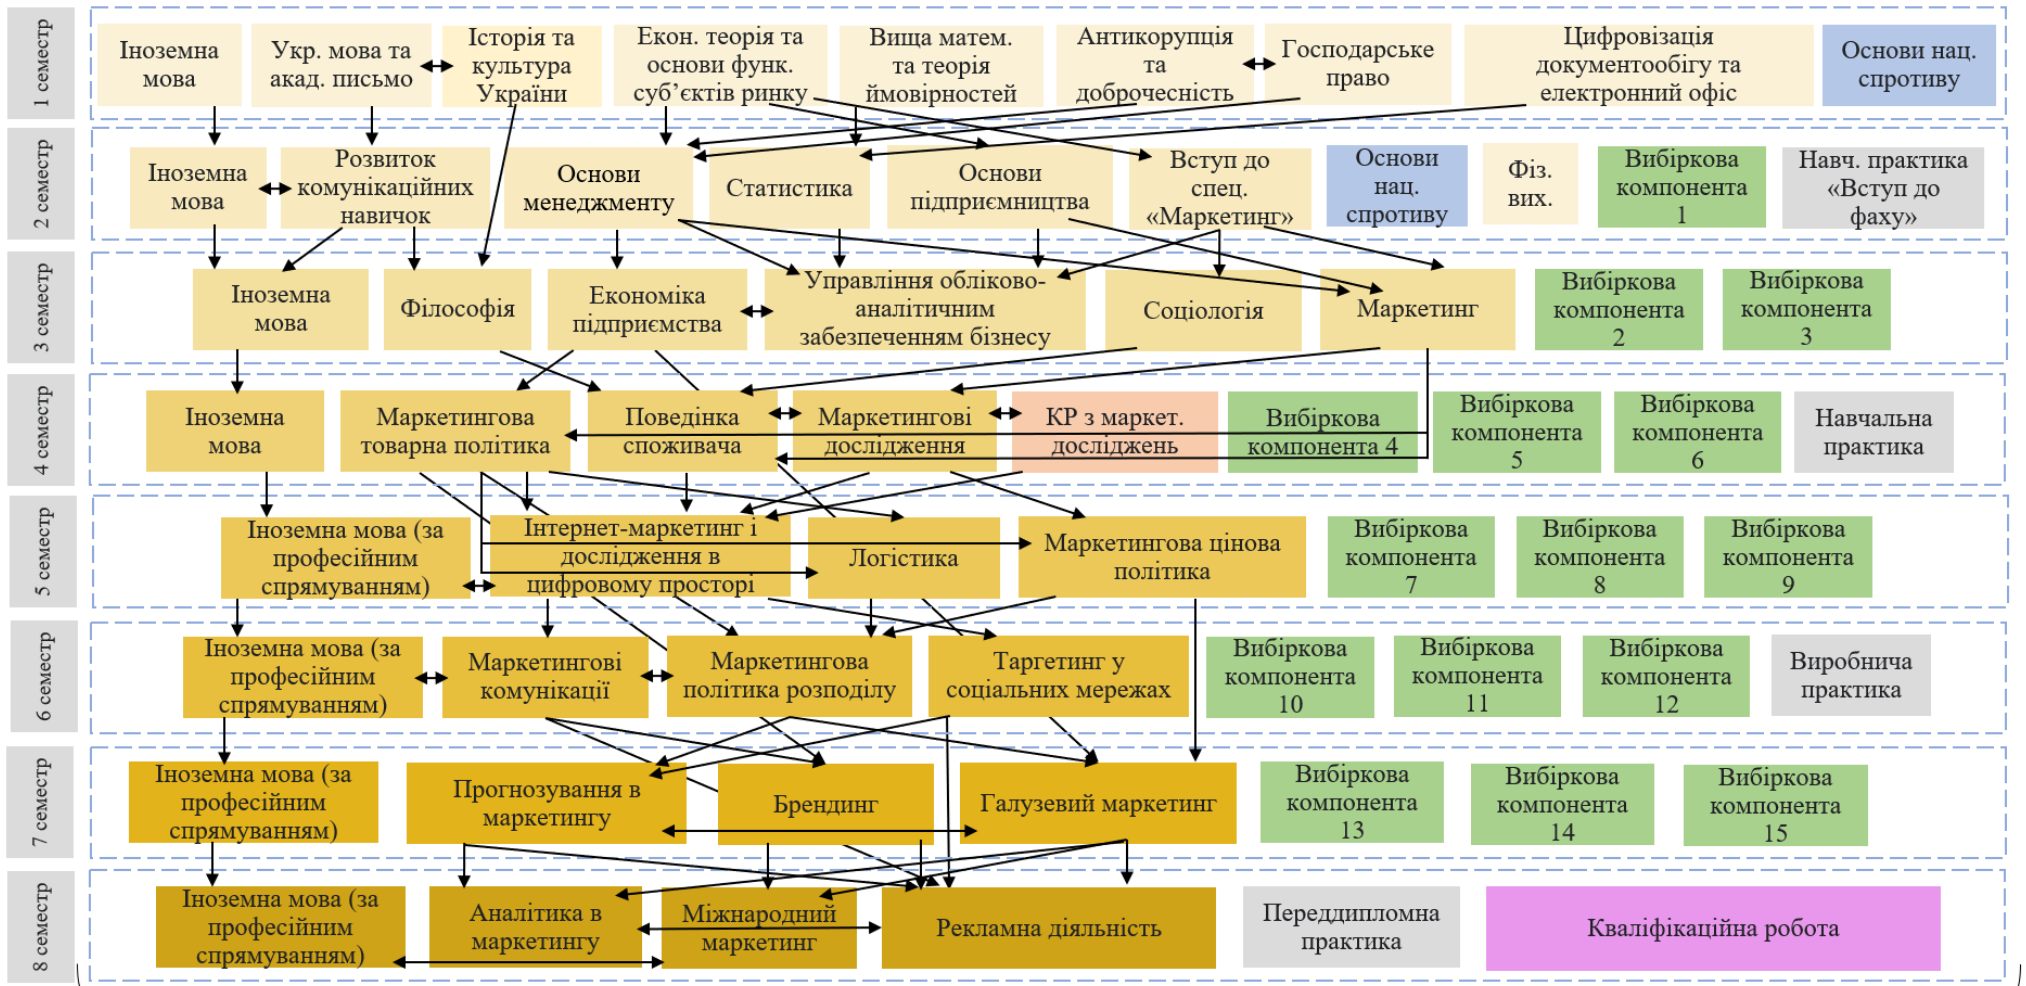 1 семестр
Іноземна
мова
Укр. мова та
акад. письмо
Історія та
культура
України
Екон. теорія та
основи функ.
суб’єктів ринку
Вища матем.
та теорія
ймовірностей
Антикорупція
та
доброчесність
Господарське
право
Цифровізація
документообігу та
електронний офіс
Основи нац.
спротиву
2 семестр
Іноземна
мова
Розвиток
комунікаційних
навичок
Основи
менеджменту
Статистика
Основи
підприємництва
Вступ до
спец.
«Маркетинг»
Основи
нац.
спротиву
Фіз.
вих.
Вибіркова
компонента
1
Навч. практика
«Вступ до
фаху»
3 семестр
Іноземна
мова
Філософія
Економіка
підприємства
Управління обліково-
аналітичним
забезпеченням бізнесу
Соціологія
Маркетинг
Вибіркова
компонента
2
Вибіркова
компонента
3
4 семестр
Іноземна
мова
Маркетингова
товарна політика
Поведінка
споживача
Маркетингові
дослідження
КР з маркет.
досліджень
Вибіркова
компонента 4
Вибіркова
компонента
5
Вибіркова
компонента
6
Навчальна
практика
5 семестр
Іноземна мова (за
професійним
спрямуванням)
Інтернет-маркетинг і
дослідження в
цифровому просторі
Логістика
Маркетингова цінова
політика
Вибіркова
компонента
7
Вибіркова
компонента
8
Вибіркова
компонента
9
6 семестр
Іноземна мова (за
професійним
спрямуванням)
Маркетингові
комунікації
Маркетингова
політика розподілу
Таргетинг у
соціальних мережах
Вибіркова
компонента
10
Вибіркова
компонента
11
Вибіркова
компонента
12
Виробнича
практика
7 семестр
Іноземна мова (за
професійним
спрямуванням)
Прогнозування в
маркетингу
Брендинг
Галузевий маркетинг
Вибіркова
компонента
13
Вибіркова
компонента
14
Вибіркова
компонента
15
8 семестр
Іноземна мова (за
професійним
спрямуванням)
Аналітика в
маркетингу
Міжнародний
маркетинг
Рекламна діяльність
Переддипломна
практика
Кваліфікаційна робота